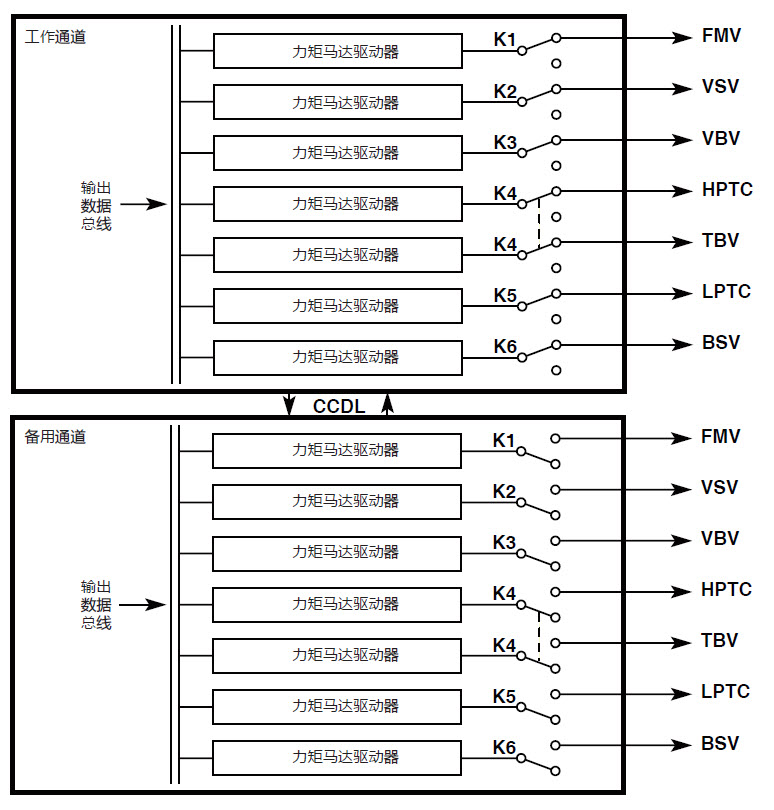 工作通道
力矩马达驱动器 K1 FMV
力矩马达驱动器 K2 VSV
力矩马达驱动器 K3 VBV
输出
数据
总线
力矩马达驱动器 K4 HPTC
力矩马达驱动器 K4 TBV
力矩马达驱动器 K5 LPTC
力矩马达驱动器 K6 BSV
CCDL
备用通道
力矩马达驱动器 K1 FMV
力矩马达驱动器 K2 VSV
力矩马达驱动器 K3 VBV
输出
数据
总线
力矩马达驱动器 K4 HPTC
力矩马达驱动器 K4 TBV
力矩马达驱动器 K5 LPTC
力矩马达驱动器 K6 BSV